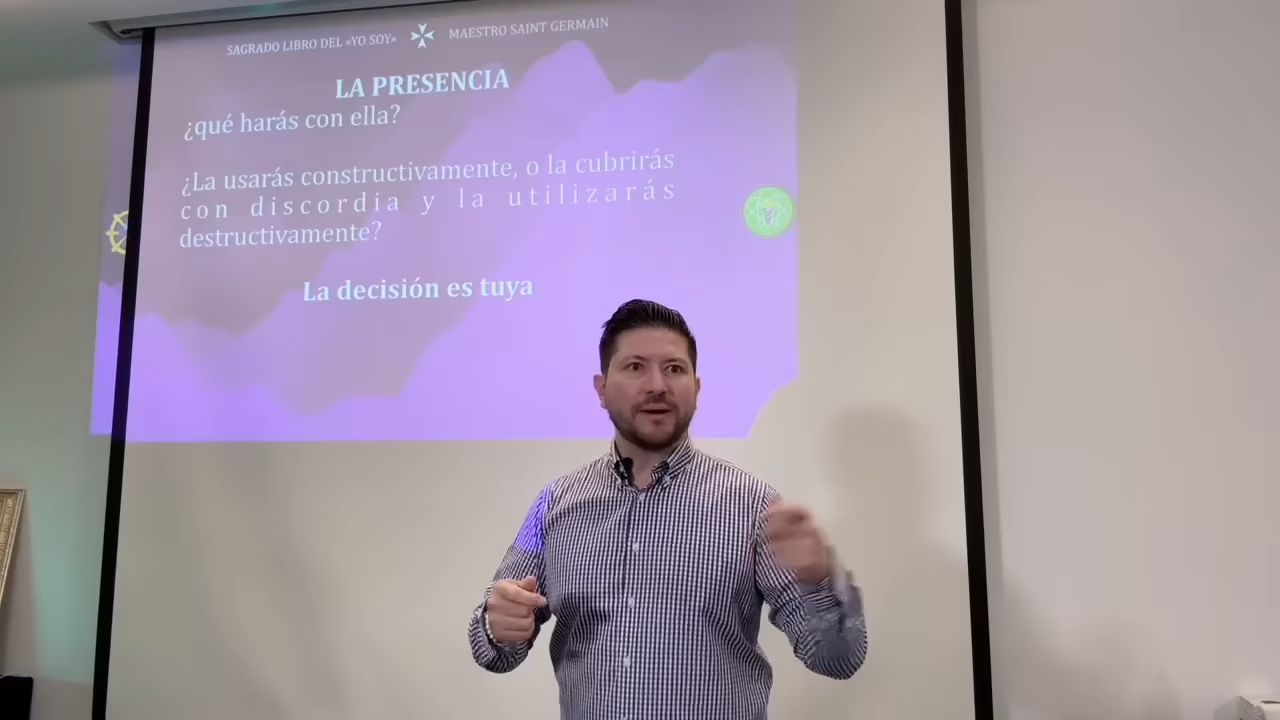 SAGRADO LIBRO DEL «YO SOY» MAESTRO SAINT GERMAIN
LA PRESENCIA
¿qué harás con ella?
¿La usarás constructivamente, o la cubrirás
con discordia y la utilizarás
destructivamente?
La decisión es tuya